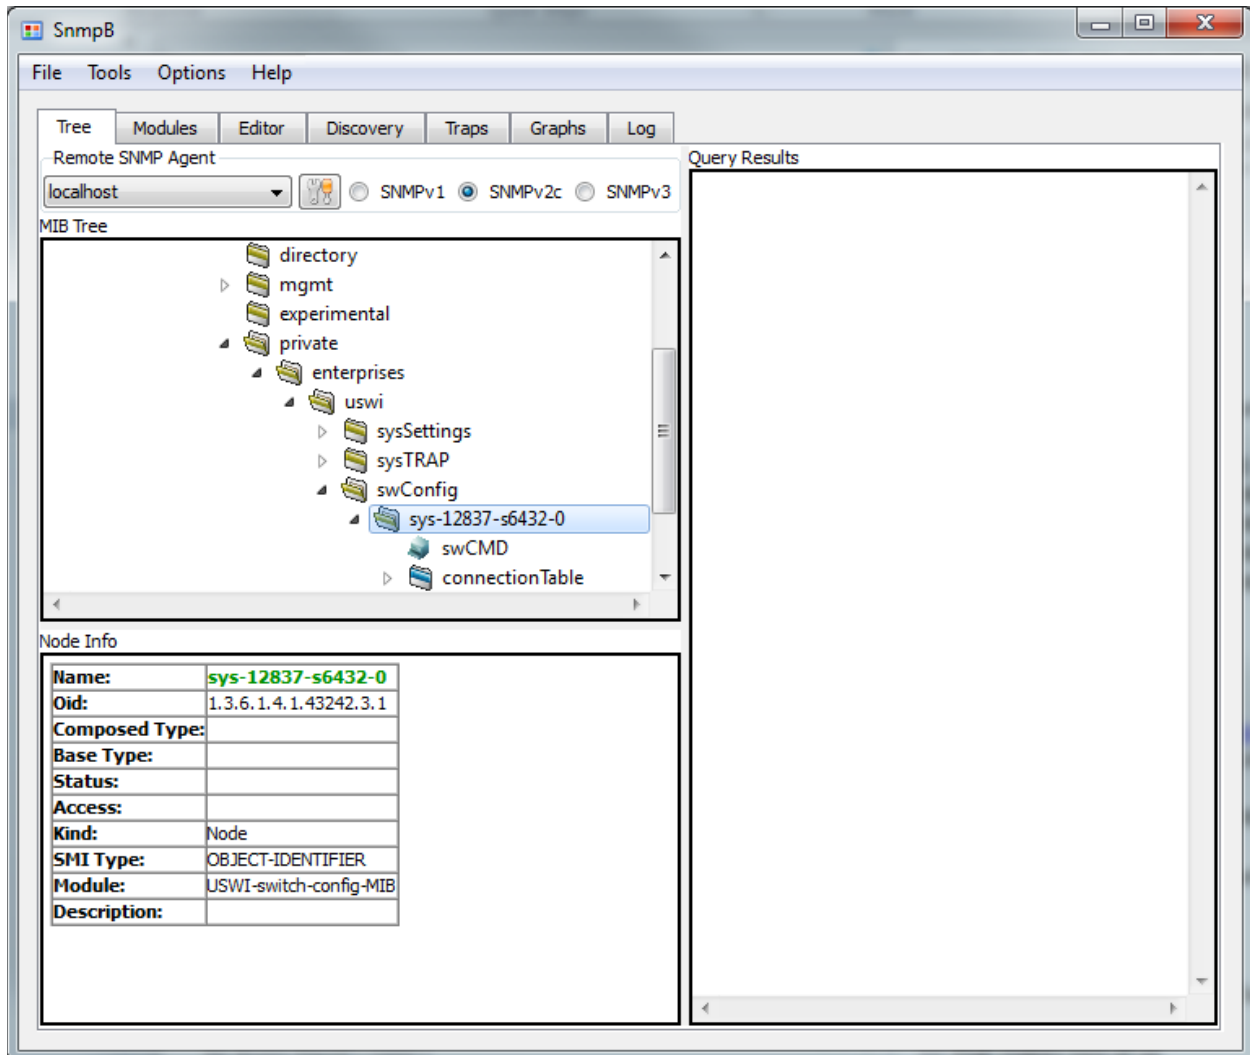 SnmpB
File Tools Options Help
Tree Modules Editor Discovery Traps Graphs Log
Remote SNMP Agent
localhost SNMPv1 SNMPv2c SNMPv3
MIB Tree
directory
mgmt
experimental
private
enterprises
uswi
sysSettings
sysTRAP
swConfig
sys-12837-s6432-0
swCMD
connectionTable
Node Info
Name: sys-12837-s6432-0
Oid: 1.3.6.1.4.1.43242.3.1
Composed Type:
Base Type:
Status:
Access:
Kind: Node
SMI Type: OBJECT-IDENTIFIER
Module: USWI-switch-config-MIB
Description:
Query Results